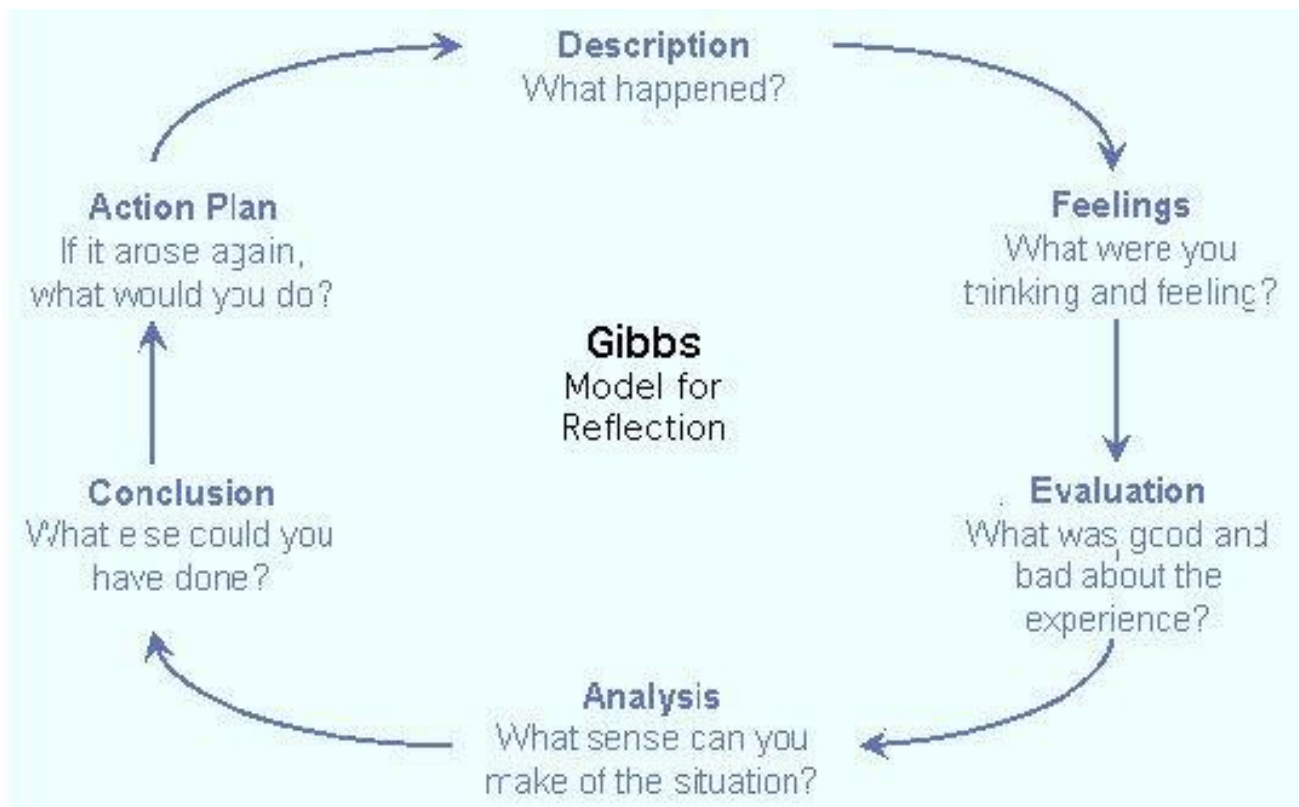 Description
What happened?
Feelings
What were you
thinking and feeling?
Evaluation
What was good and
bad about the
experience?
Analysis
What sense can you
make of the situation?
Conclusion
What else could you
have done?
Action Plan
If it arose again,
what would you do?
Gibbs
Model for
Reflection